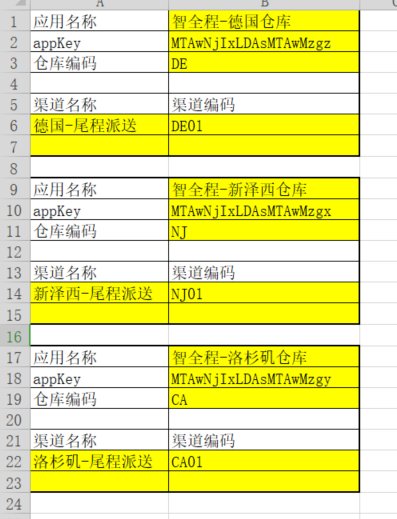 A B
1 应用名称 智全程-德国仓库
2 appKey MTAwNjIxLDAsMTAwMzgz
3 仓库编码 DE
4
5 渠道名称 渠道编码
6 德国-尾程派送 DE01
7
8
9 应用名称 智全程-新泽西仓库
10 appKey MTAwNjIxLDAsMTAwMzgx
11 仓库编码 NJ
12
13 渠道名称 渠道编码
14 新泽西-尾程派送 NJ01
15
16
17 应用名称 智全程-洛杉矶仓库
18 appKey MTAwNjIxLDAsMTAwMzgy
19 仓库编码 CA
20
21 渠道名称 渠道编码
22 洛杉矶-尾程派送 CA01
23
24